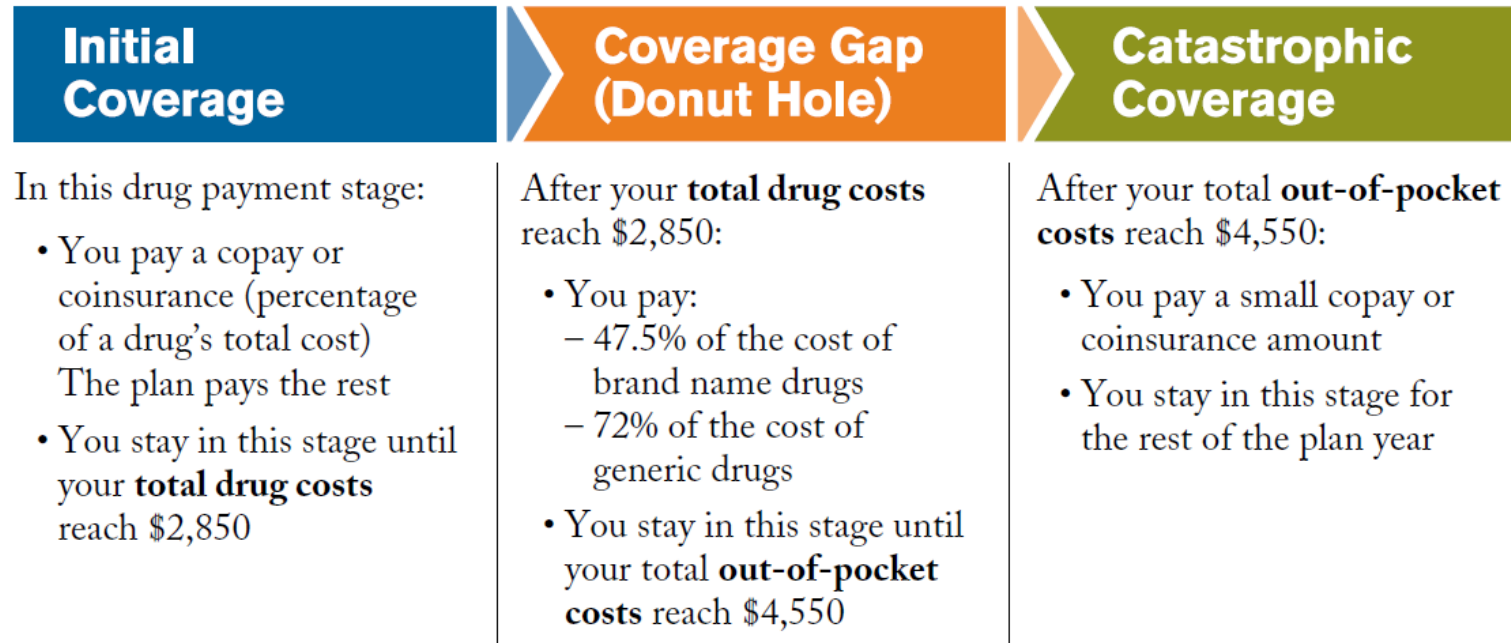 Initial
Coverage
In this drug payment stage:
• You pay a copay or
coinsurance (percentage
of a drug’s total cost)
The plan pays the rest
• You stay in this stage until
your total drug costs
reach $2,850
Coverage Gap
(Donut Hole)
After your total drug costs
reach $2,850:
• You pay:
– 47.5% of the cost of
brand name drugs
– 72% of the cost of
generic drugs
• You stay in this stage until
your total out-of-pocket
costs reach $4,550
Catastrophic
Coverage
After your total out-of-pocket
costs reach $4,550:
• You pay a small copay or
coinsurance amount
• You stay in this stage for
the rest of the plan year